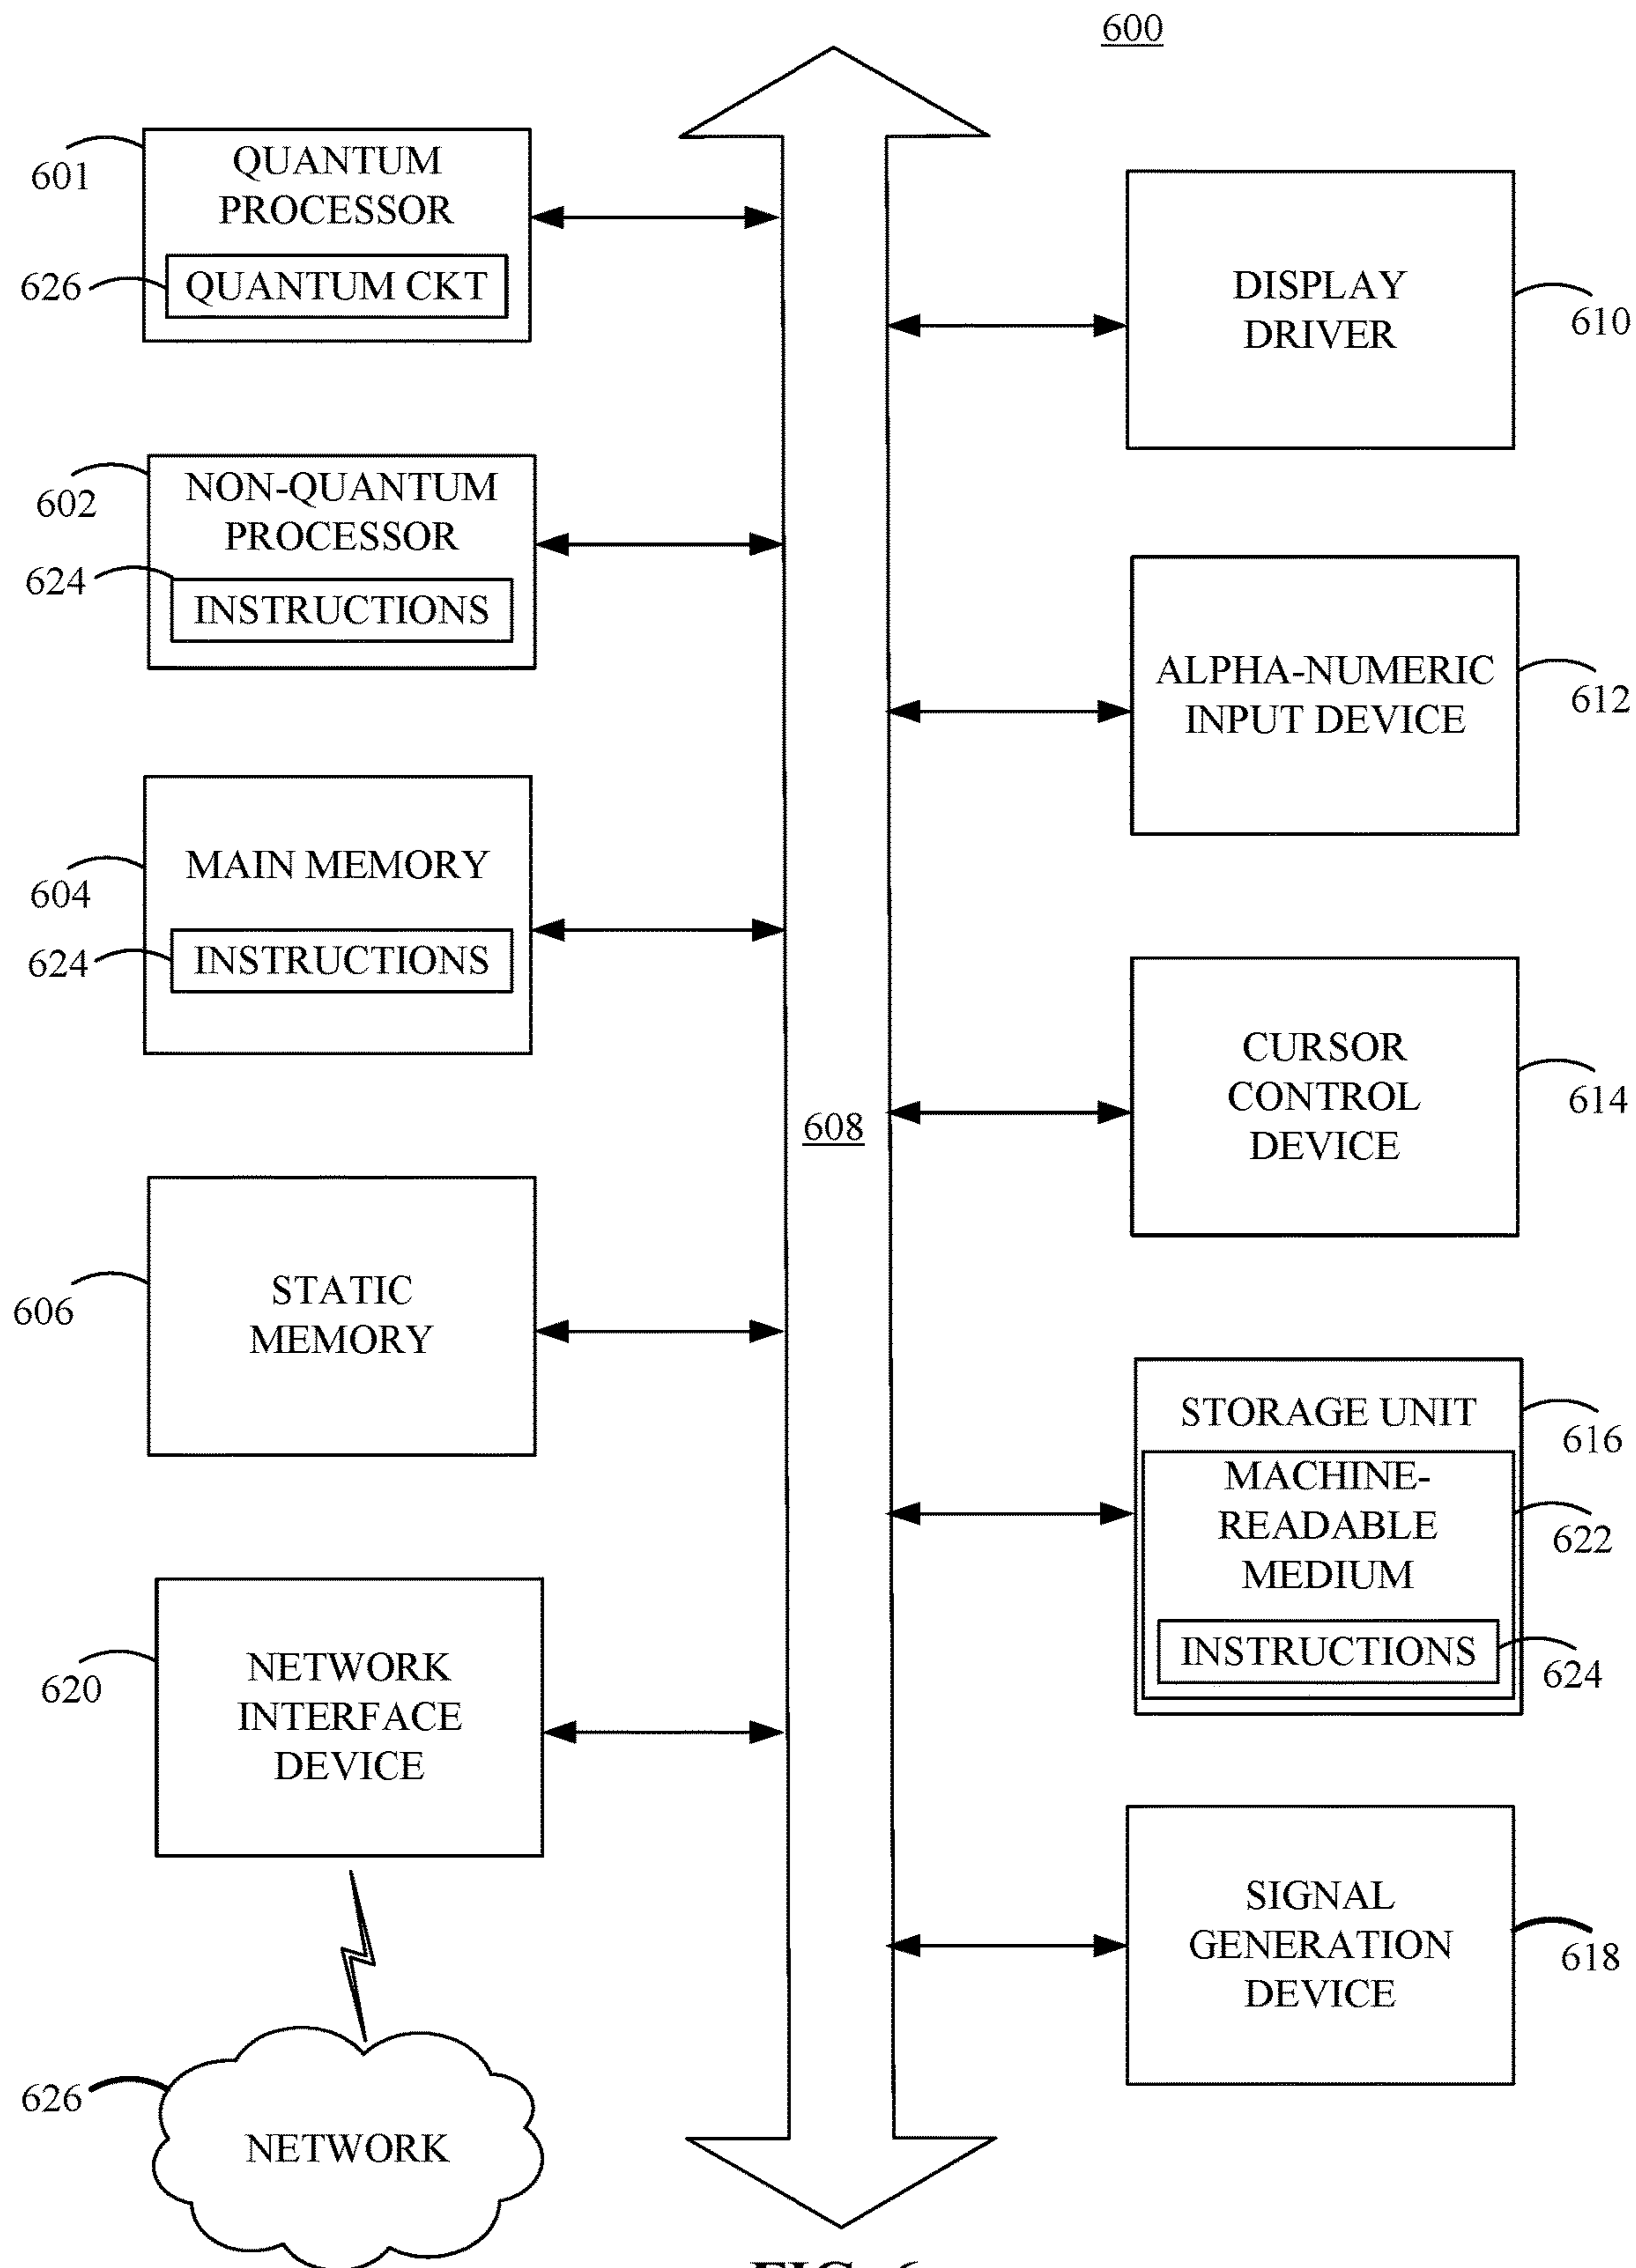 600
601
QUANTUM
PROCESSOR
626
QUANTUM CKT
602
NON-QUANTUM
PROCESSOR
624
INSTRUCTIONS
604
MAIN MEMORY
624
INSTRUCTIONS
606
STATIC
MEMORY
620
NETWORK
INTERFACE
DEVICE
626
NETWORK
608
DISPLAY
DRIVER
610
ALPHA-NUMERIC
INPUT DEVICE
612
CURSOR
CONTROL
DEVICE
614
STORAGE UNIT
616
MACHINE-
READABLE
MEDIUM
622
INSTRUCTIONS
624
SIGNAL
GENERATION
DEVICE
618
FIG. 6